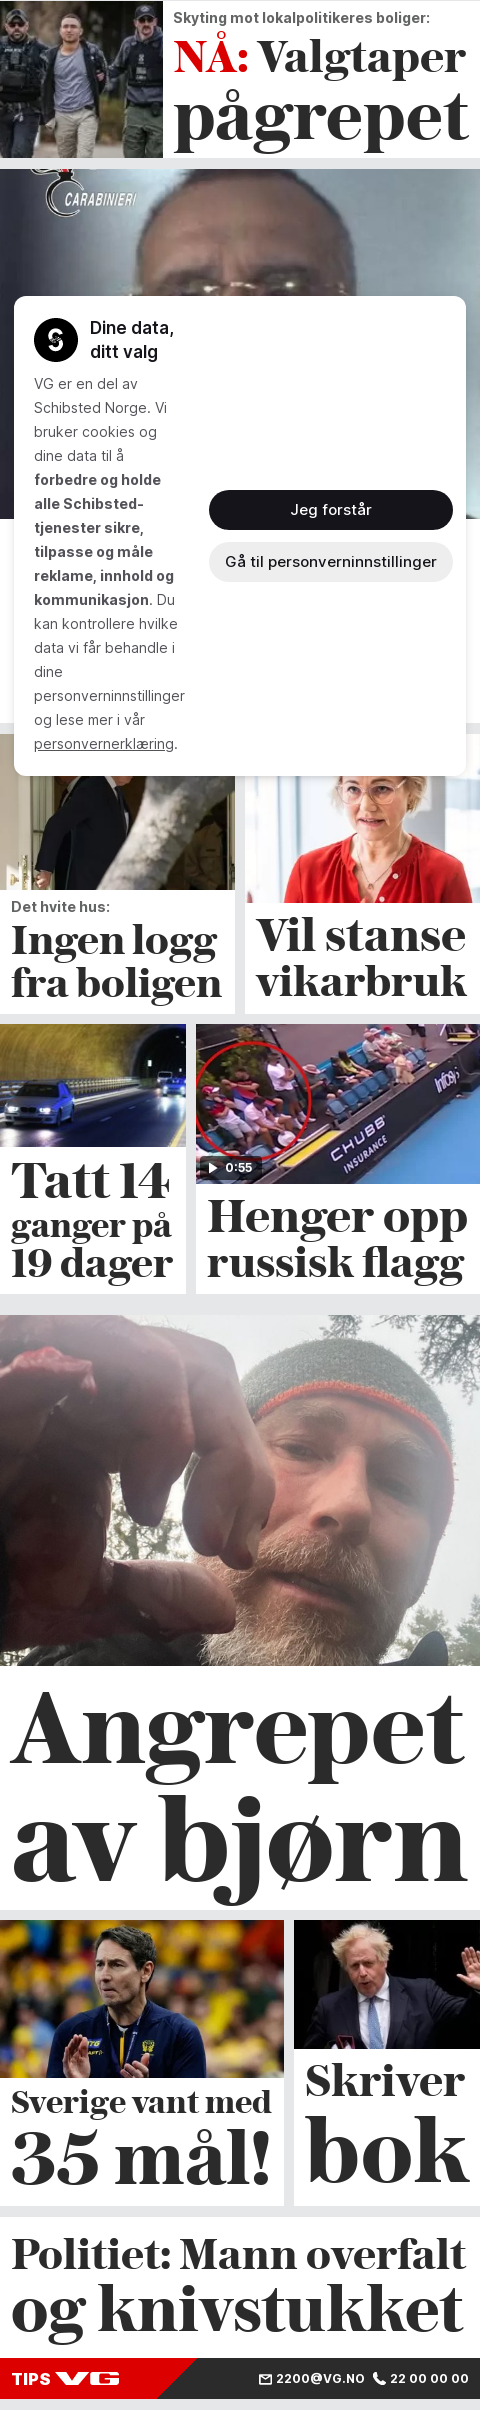 Skyting mot lokalpolitikeres boliger:
NÅ: Valgtaper
pågrepet
CARABINIERI
Dine data,
ditt valg
VG er en del av
Schibsted Norge. Vi
bruker cookies og
dine data til å
forbedre og holde
alle Schibsted-
tjenester sikre,
tilpasse og måle
reklame, innhold og
kommunikasjon. Du
kan kontrollere hvilke
data vi får behandle i
dine
personverninnstillinger
og lese mer i vår
personvernerklæring.
Jeg forstår
Gå til personverninnstillinger
Det hvite hus:
Ingen logg
fra boligen
Vil stanse
vikarbruk
Tatt 14
ganger på
19 dager
CHUBB
INSURANCE
Infosys
0:55
Henger opp
russisk flagg
Angrepet
av bjørn
Sverige vant med
35 mål!
Skriver
bok
Politiet: Mann overfalt
og knivstukket
TIPS VG
2200@VG.NO
22 00 00 00